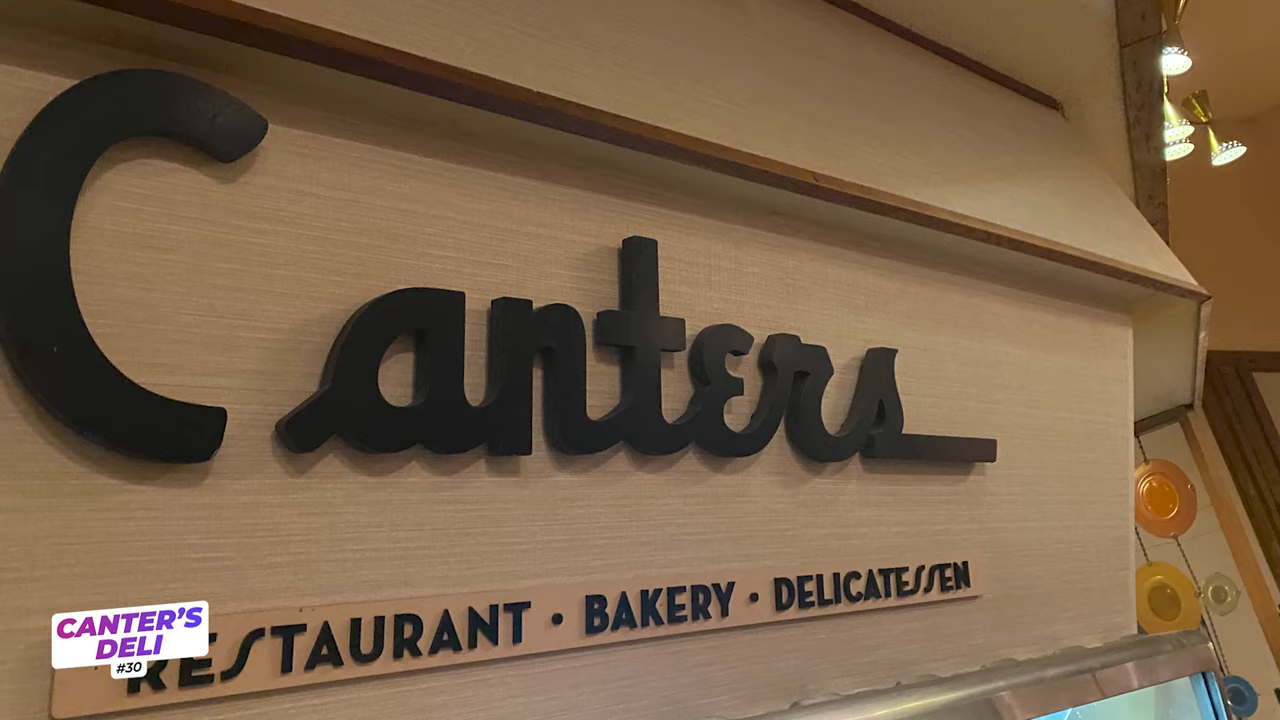 Canters
RESTAURANT • BAKERY • DELICATESSEN
CANTER'S
DELI
#30